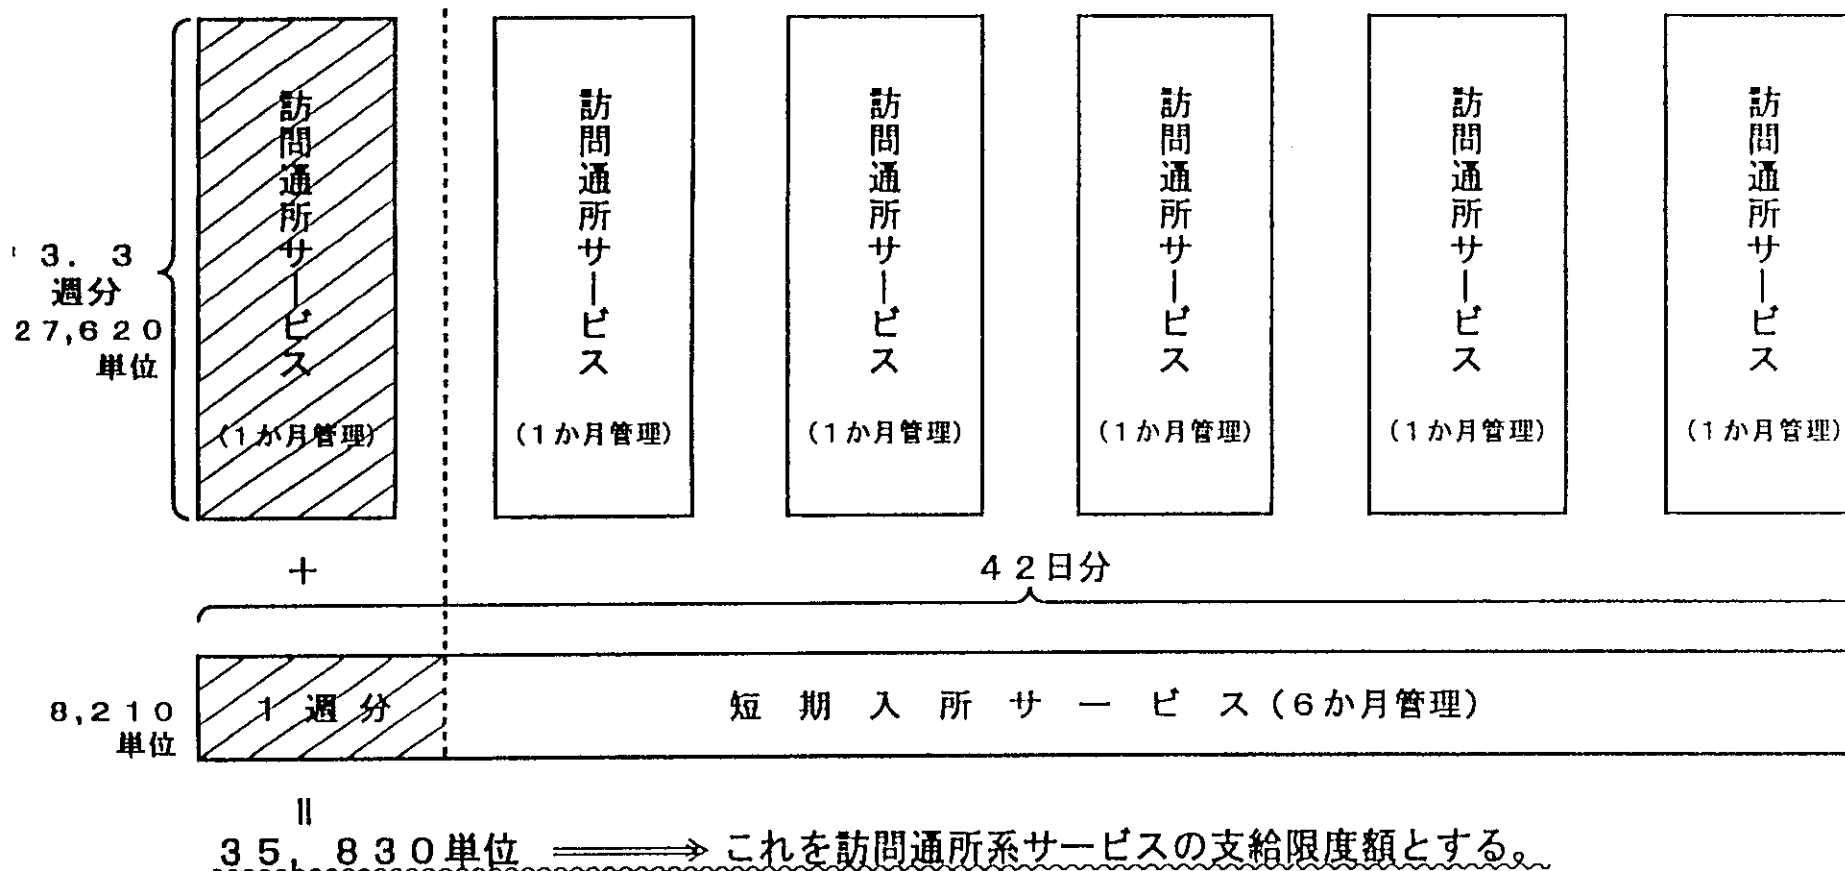 訪問通所サービス
(1か月管理)
訪問通所サービス
(1か月管理)
訪問通所サービス
(1か月管理)
訪問通所サービス
(1か月管理)
訪問通所サービス
(1か月管理)
訪問通所サービス
(1か月管理)
3.3
週分
27,620
単位
+
42日分
8,210
単位
1週分
短期入所サービス(6か月管理)
=
35,830単位 ⟹ これを訪問通所系サービスの支給限度額とする。